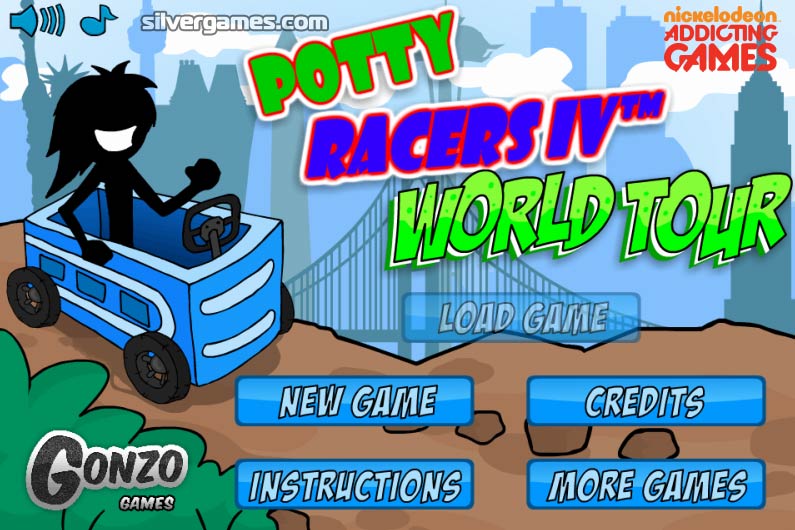 silvergames.com
nickelodeon
ADDICTING
GAMES
POTTY
RACERS IV™
WORLD TOUR
LOAD GAME
NEW GAME
CREDITS
INSTRUCTIONS
MORE GAMES
GONZO
GAMES